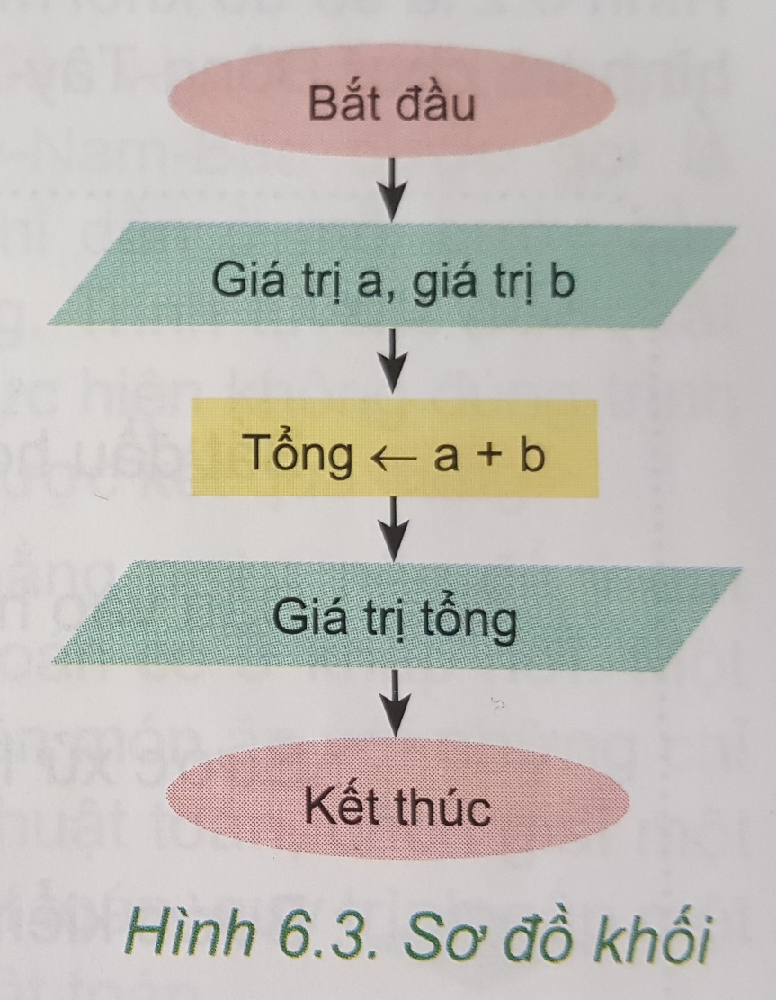 Bắt đầu
Giá trị a, giá trị b
Tổng ← a + b
Giá trị tổng
Kết thúc
Hình 6.3. Sơ đồ khối